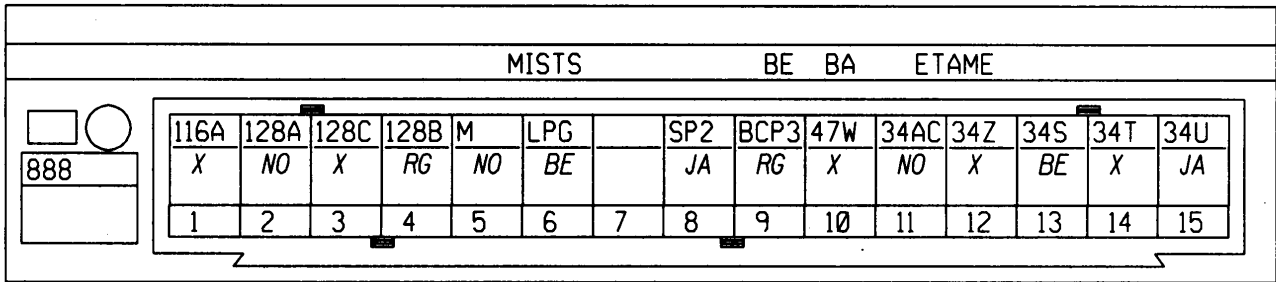 MISTS BE BA ETAME
116A 128A 128C 128B M LPG SP2 BCP3 47W 34AC 34Z 34S 34T 34U
888 X NO X RG NO BE JA RG X NO X BE X JA
1 2 3 4 5 6 7 8 9 10 11 12 13 14 15